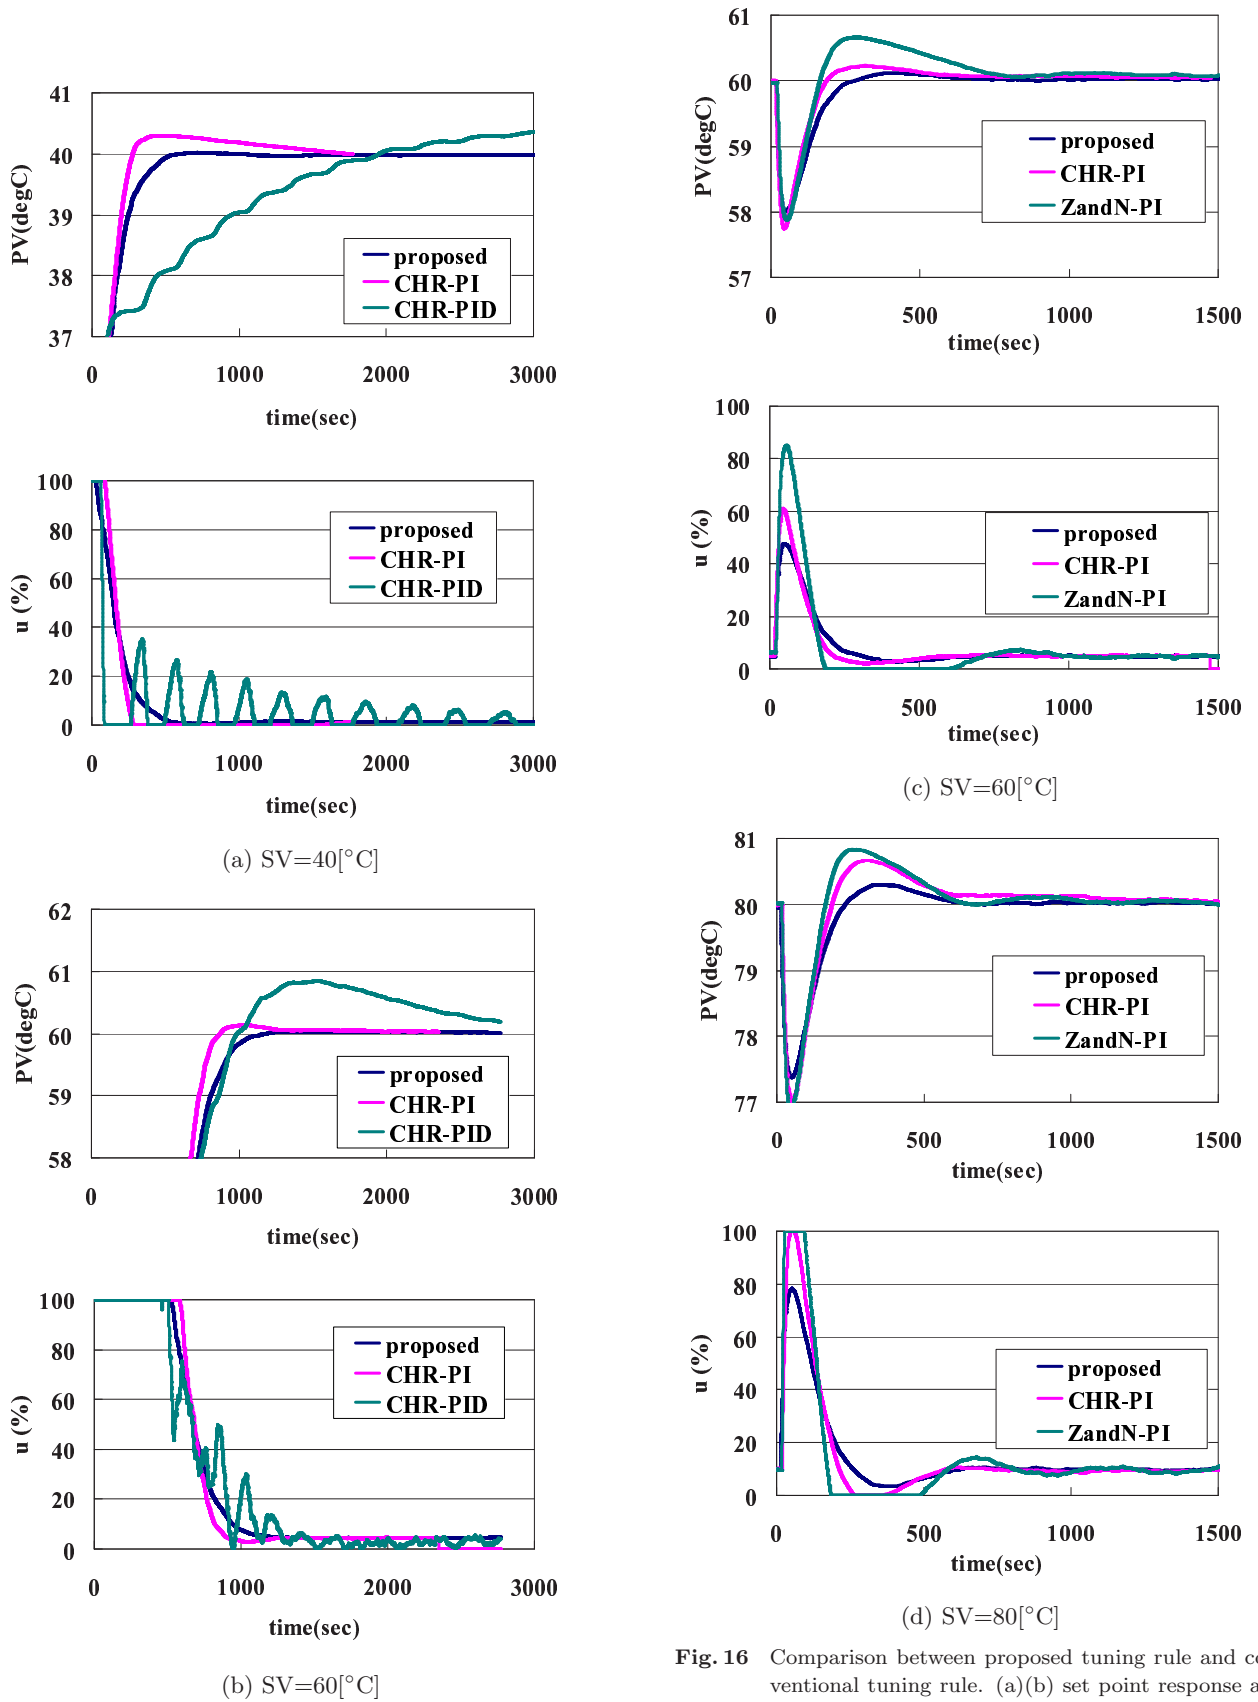 41
40
39
38
37
PV(degC)
proposed
CHR-PI
CHR-PID
0 1000 2000 3000
time(sec)
100
80
60
40
20
0
u (%)
proposed
CHR-PI
CHR-PID
0 1000 2000 3000
time(sec)
(a) SV=40[°C]
62
61
60
59
58
PV(degC)
proposed
CHR-PI
CHR-PID
0 1000 2000 3000
time(sec)
100
80
60
40
20
0
u (%)
proposed
CHR-PI
CHR-PID
0 1000 2000 3000
time(sec)
(b) SV=60[°C]
61
60
59
58
57
PV(degC)
proposed
CHR-PI
ZandN-PI
0 500 1000 1500
time(sec)
100
80
60
40
20
0
u (%)
proposed
CHR-PI
ZandN-PI
0 500 1000 1500
time(sec)
(c) SV=60[°C]
81
80
79
78
77
PV(degC)
proposed
CHR-PI
ZandN-PI
0 500 1000 1500
time(sec)
100
80
60
40
20
0
u (%)
proposed
CHR-PI
ZandN-PI
0 500 1000 1500
time(sec)
(d) SV=80[°C]
Fig. 16 Comparison between proposed tuning rule and
ventional tuning rule. (a)(b) set point response